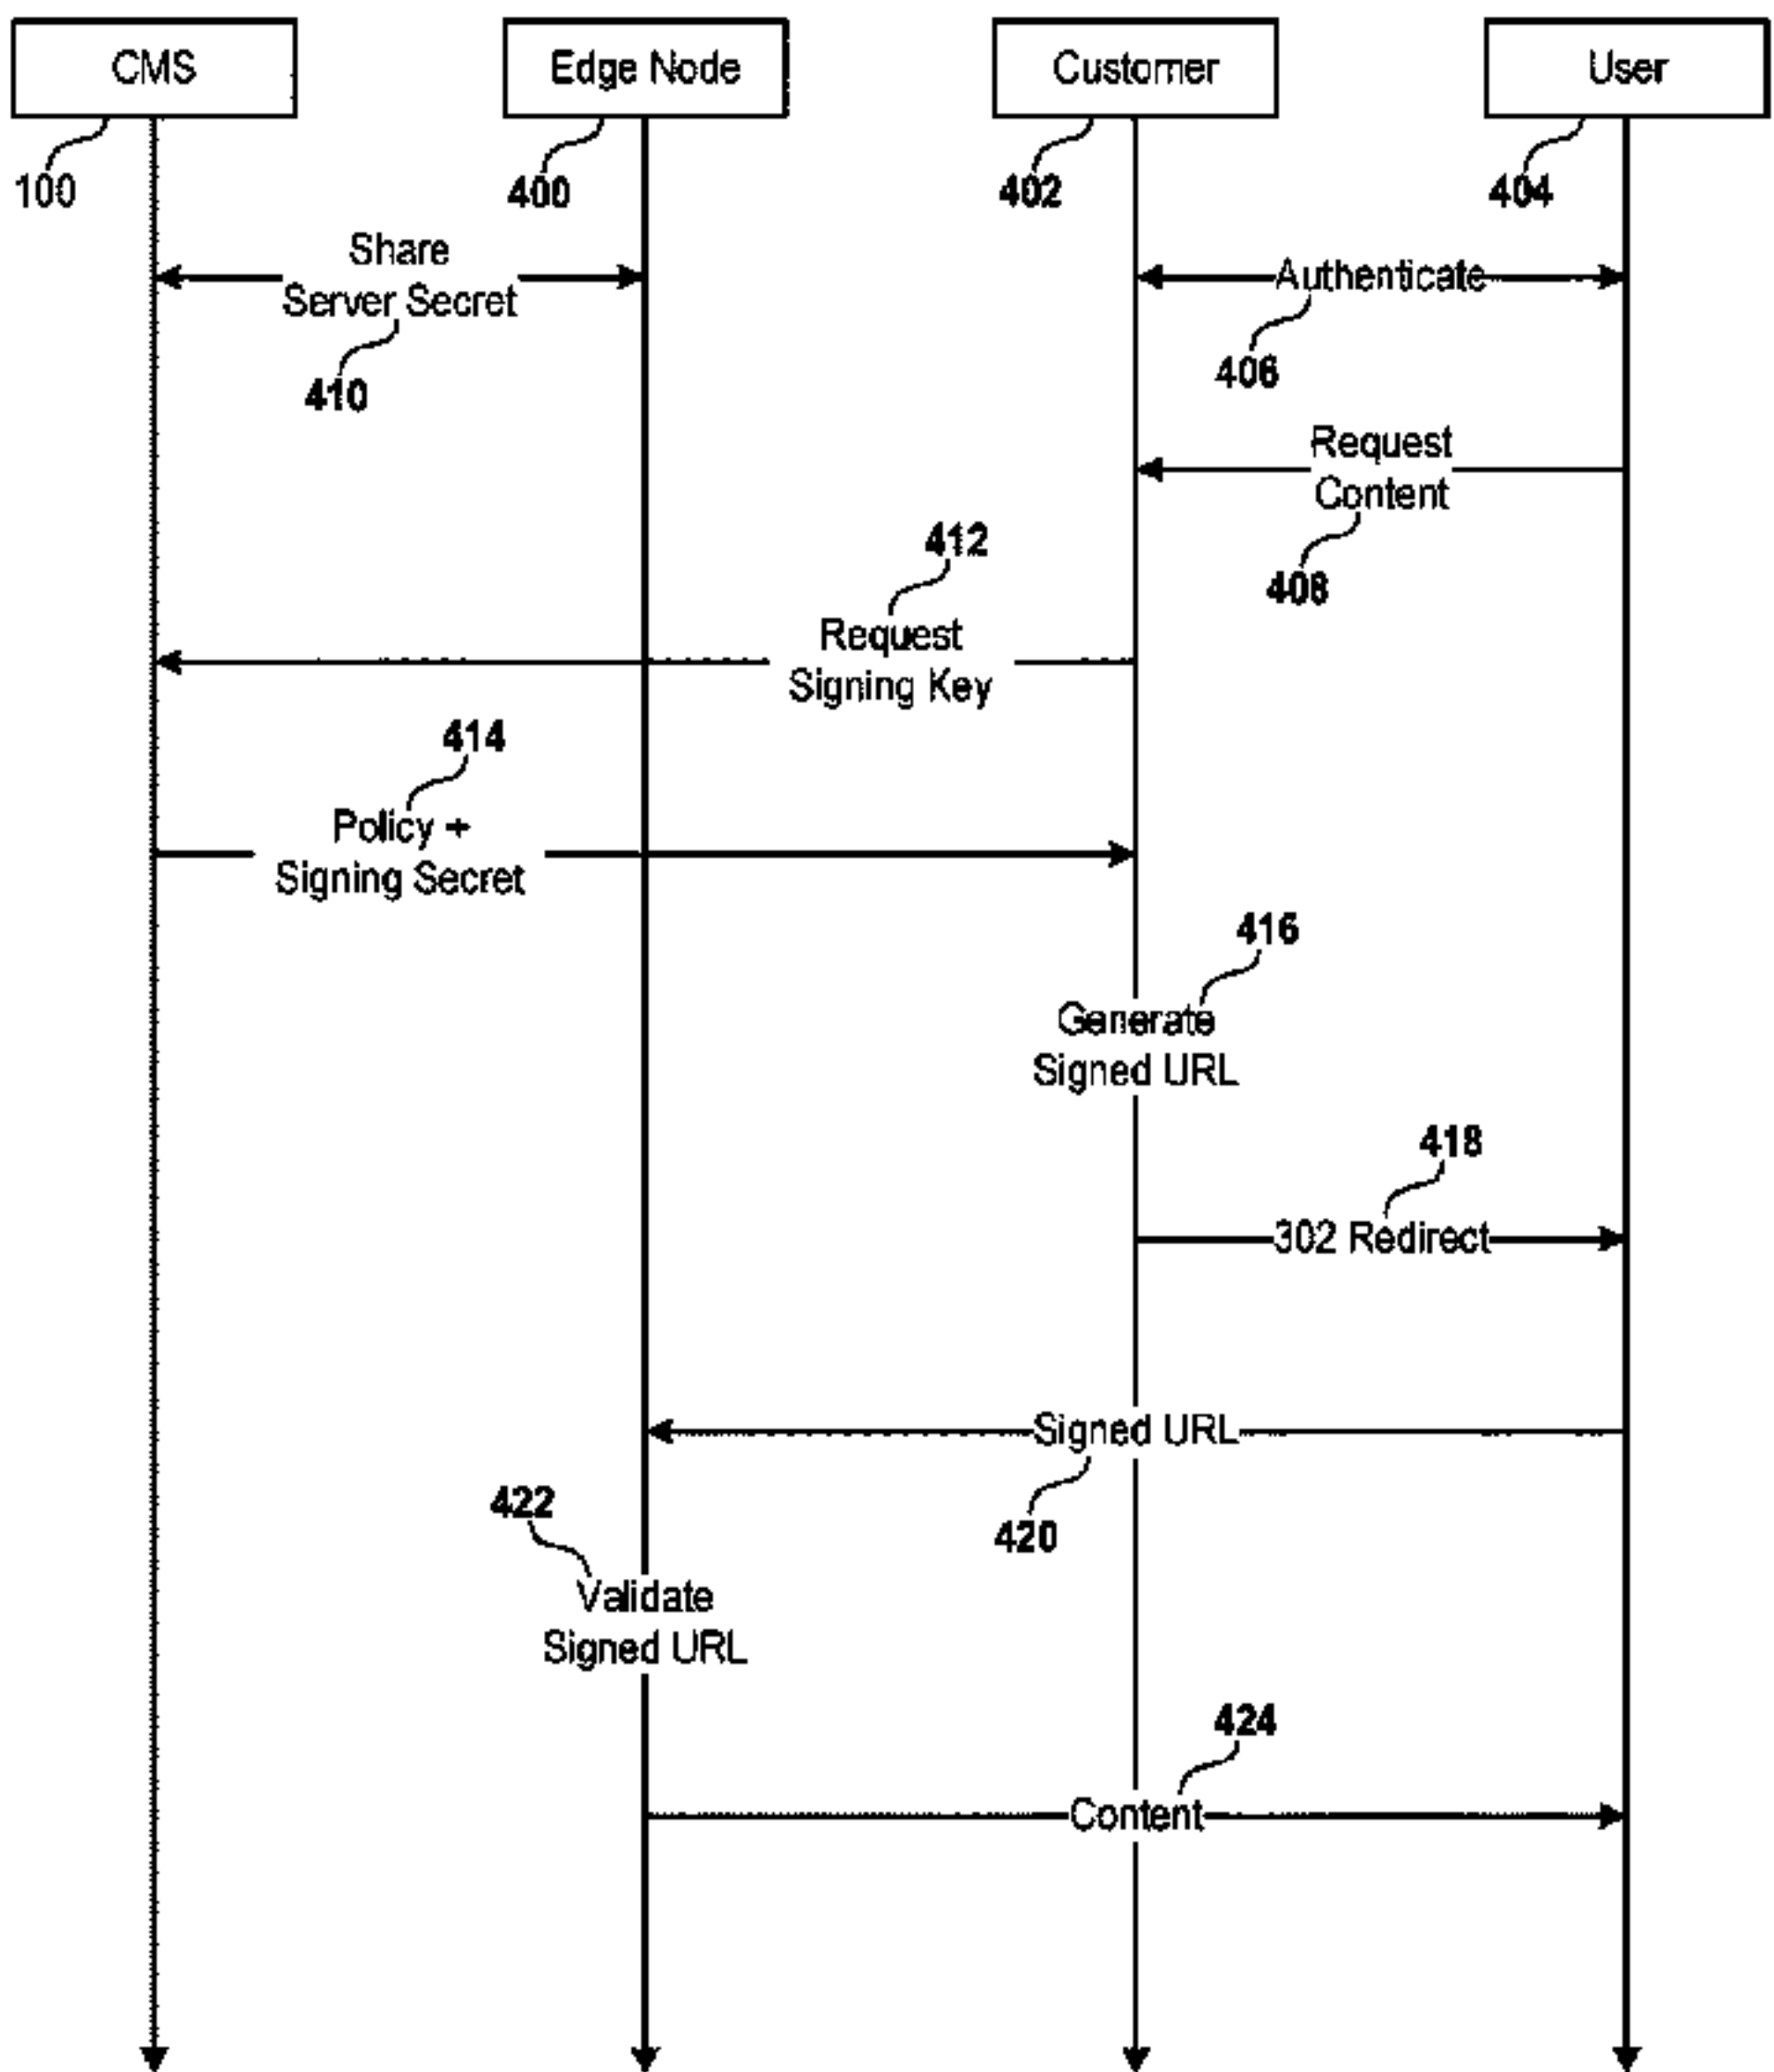 CMS
Edge Node
Customer
User
100
400
402
404
Share
Server Secret
410
Authenticate
406
Request
Content
408
412
Request
Signing Key
414
Policy +
Signing Secret
416
Generate
Signed URL
418
302 Redirect
Signed URL
420
422
Validate
Signed URL
424
Content